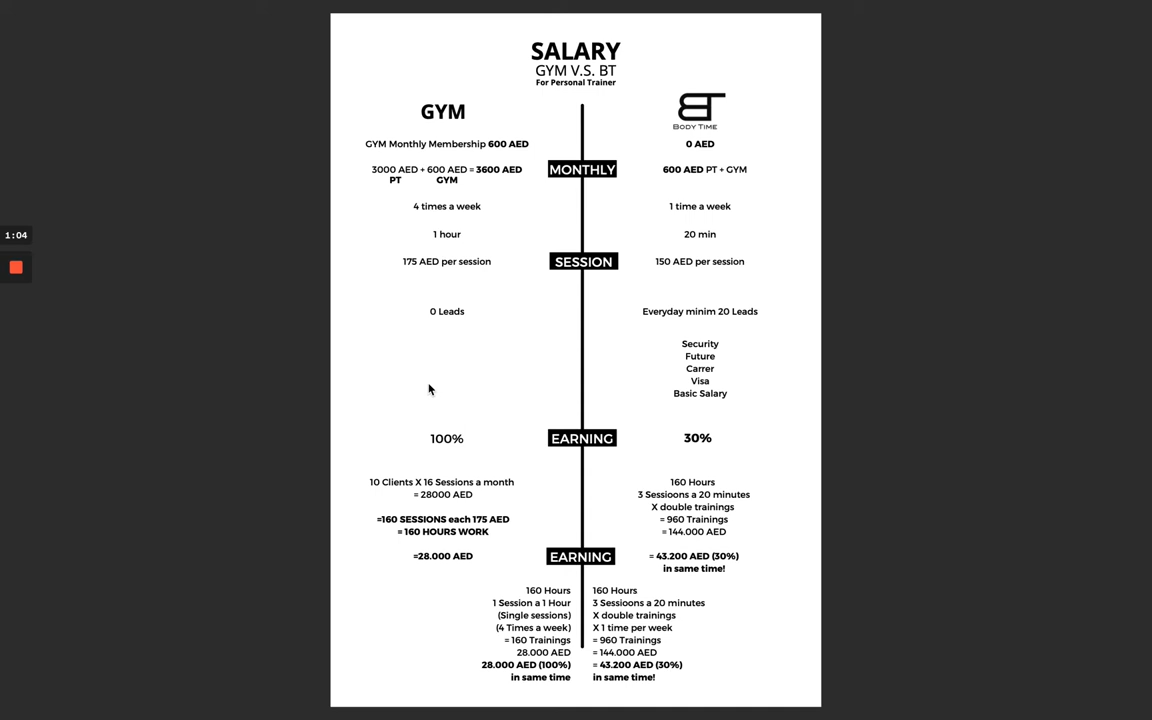 SALARY
GYM V.S. BT
For Personal Trainer
GYM
BT
BODY TIME
GYM Monthly Membership 600 AED
0 AED
3000 AED + 600 AED = 3600 AED
PT GYM
MONTHLY
600 AED PT + GYM
4 times a week
1 time a week
1 hour
20 min
175 AED per session
SESSION
150 AED per session
0 Leads
Everyday minim 20 Leads
Security
Future
Carrer
Visa
Basic Salary
1:04
100%
EARNING
30%
10 Clients X 16 Sessions a month
= 28000 AED
=160 SESSIONS each 175 AED
= 160 HOURS WORK
=28.000 AED
160 Hours
3 Sessioons a 20 minutes
X double trainings
= 960 Trainings
= 144.000 AED
EARNING
= 43.200 AED (30%)
in same time!
160 Hours
1 Session a 1 Hour
(Single sessions)
(4 Times a week)
= 160 Trainings
28.000 AED
28.000 AED (100%)
in same time
160 Hours
3 Sessioons a 20 minutes
X double trainings
X 1 time per week
= 960 Trainings
= 144.000 AED
= 43.200 AED (30%)
in same time!